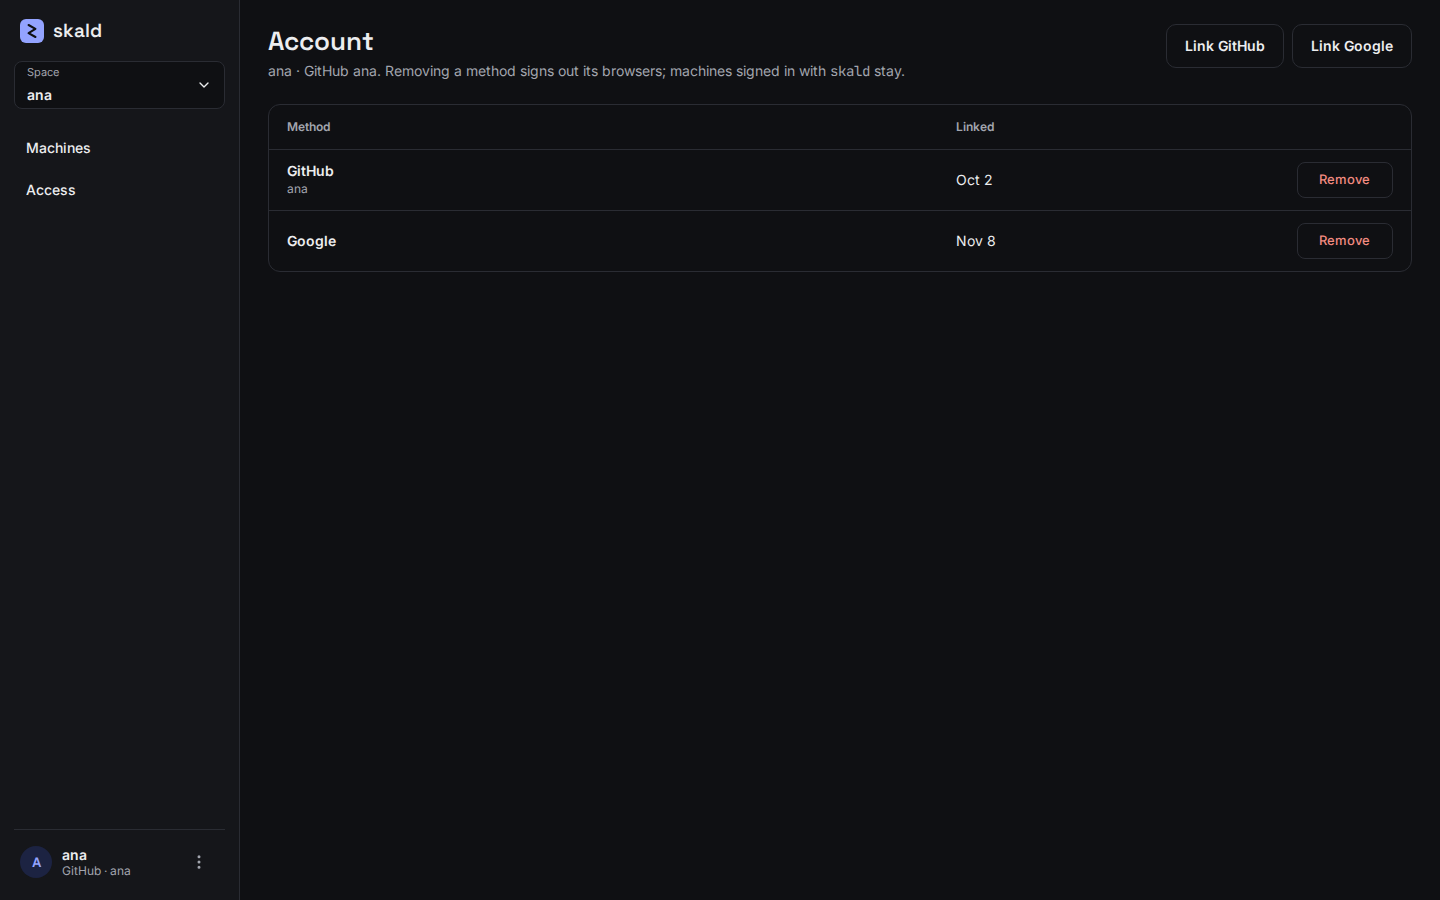 skald
Space
ana
Machines
Access
Account
ana · GitHub ana. Removing a method signs out its browsers; machines signed in with skald stay.
Link GitHub
Link Google
Method
Linked
GitHub
ana
Oct 2
Remove
Google
Nov 8
Remove
A
ana
GitHub · ana